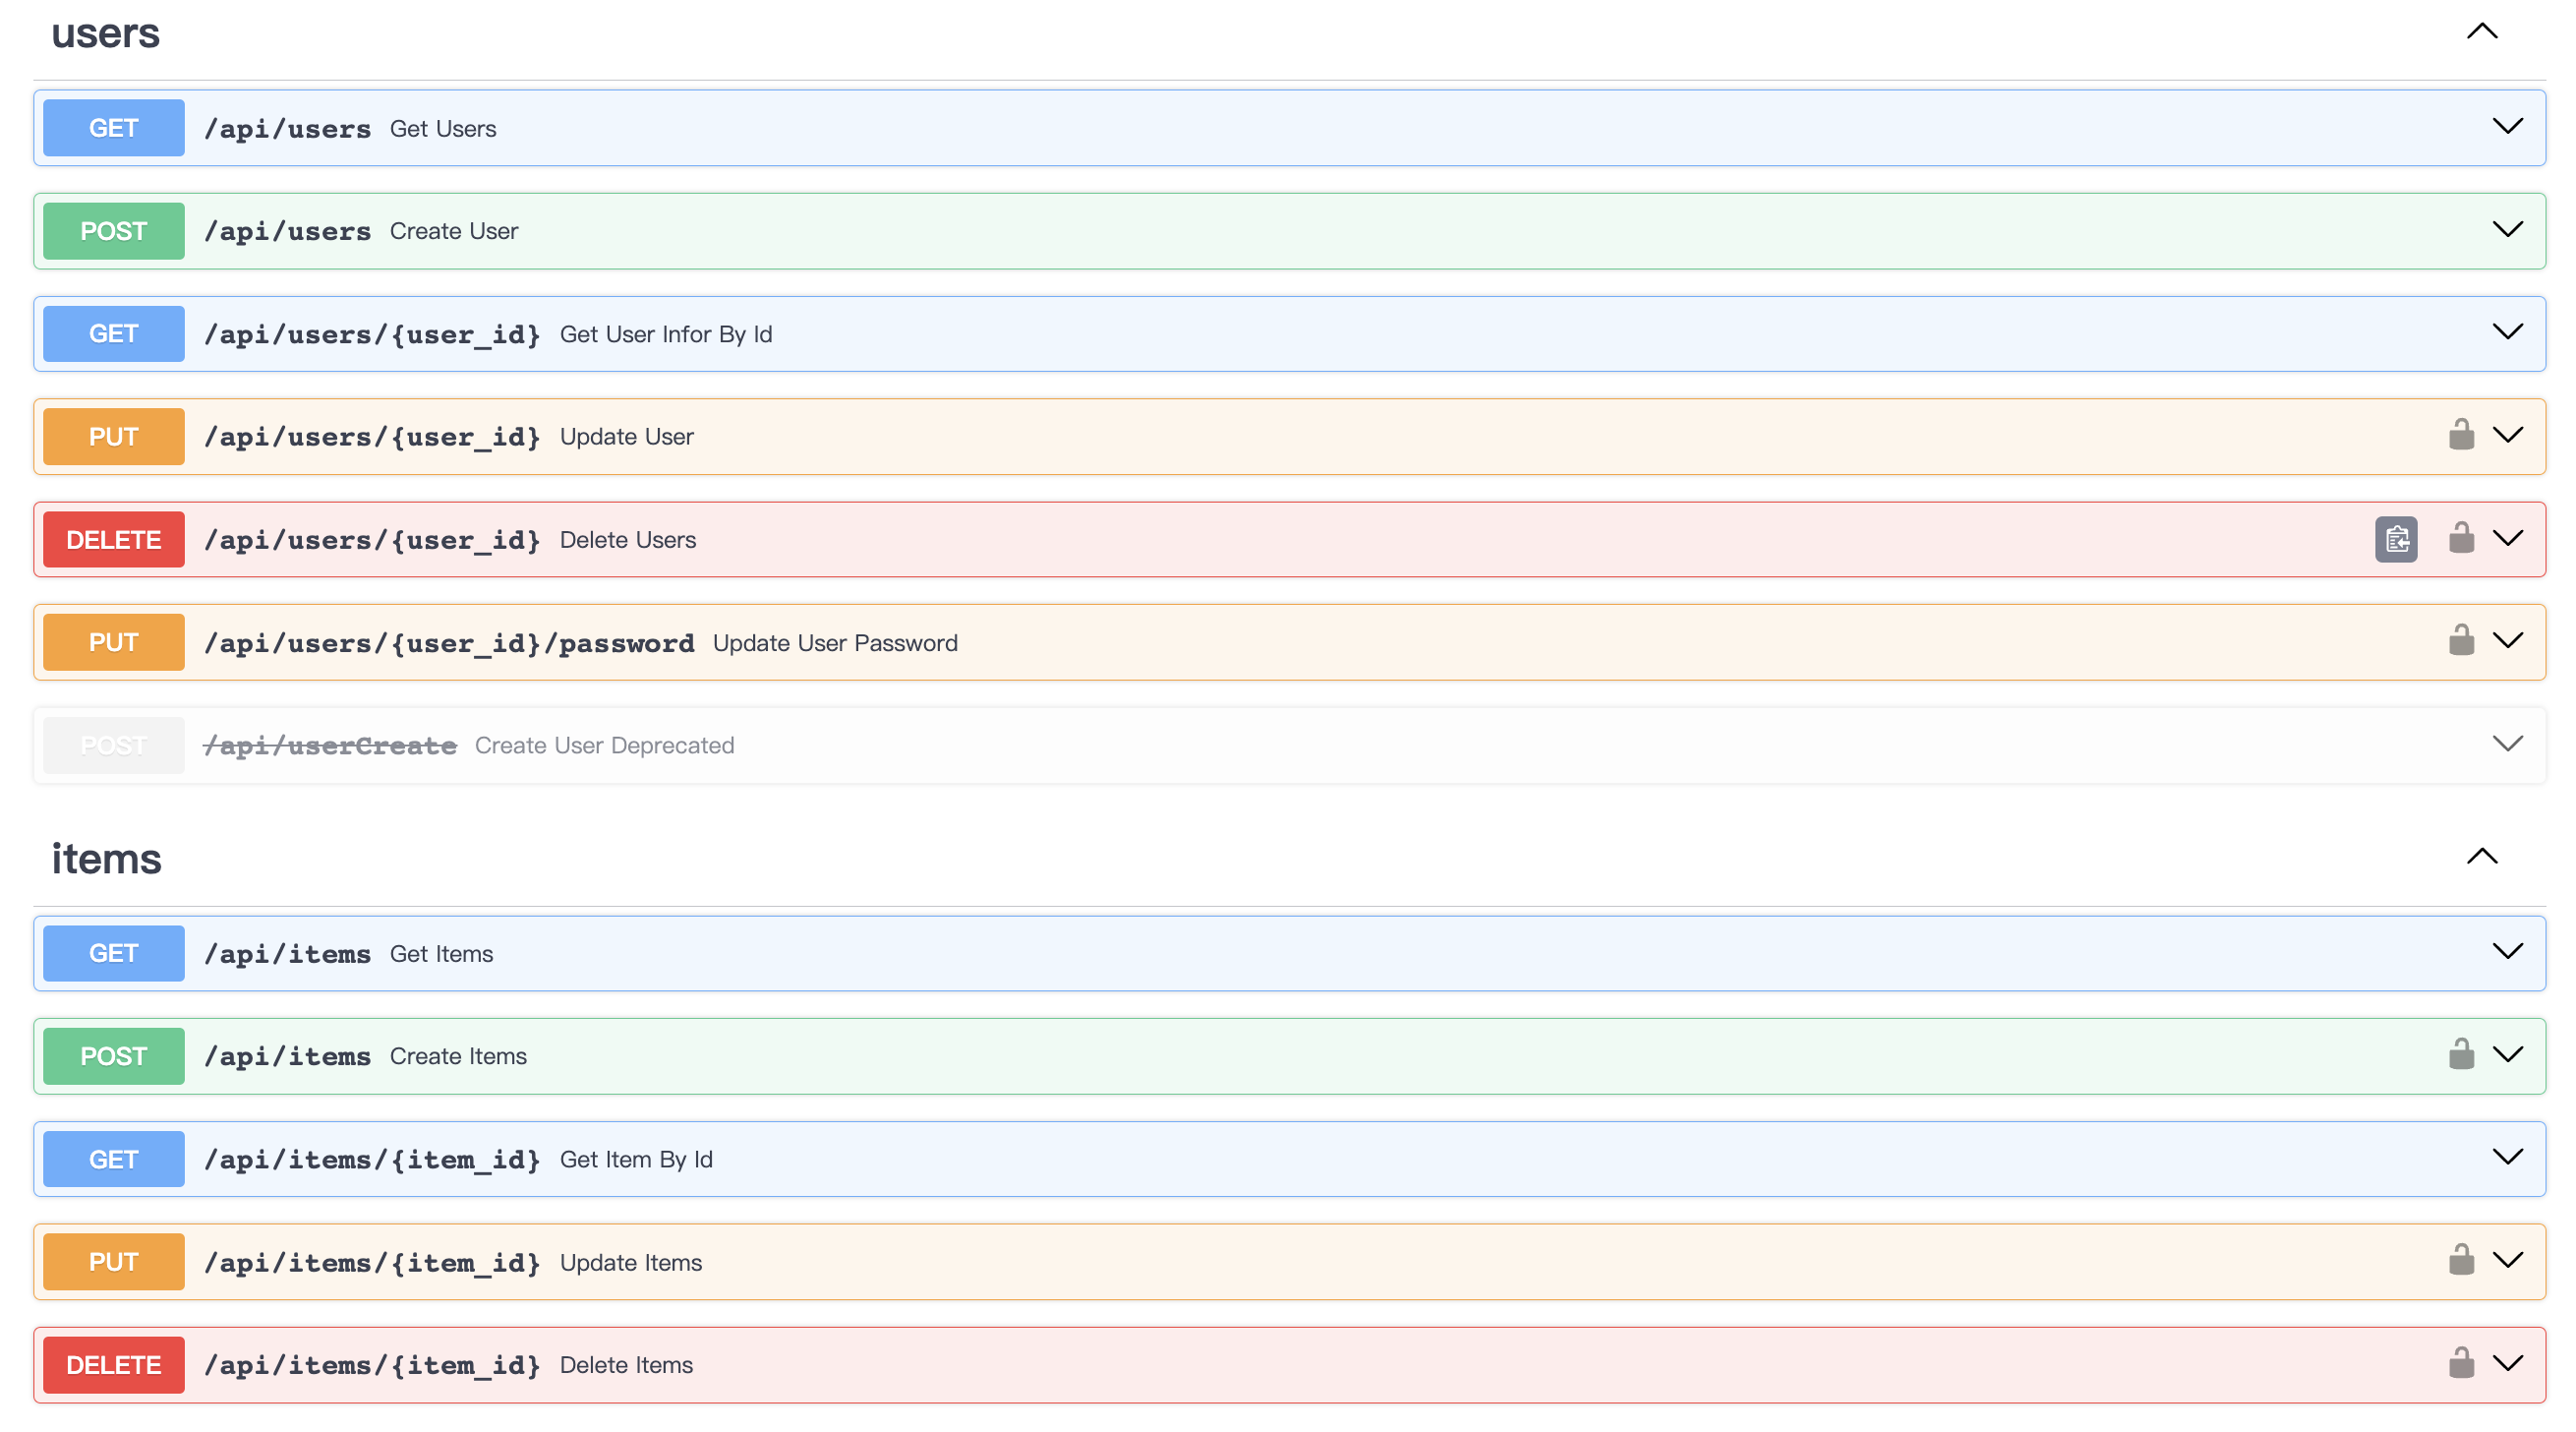 users
GET /api/users Get Users
POST /api/users Create User
GET /api/users/{user_id} Get User Infor By Id
PUT /api/users/{user_id} Update User
DELETE /api/users/{user_id} Delete Users
PUT /api/users/{user_id}/password Update User Password
POST /api/userCreate Create User Deprecated
items
GET /api/items Get Items
POST /api/items Create Items
GET /api/items/{item_id} Get Item By Id
PUT /api/items/{item_id} Update Items
DELETE /api/items/{item_id} Delete Items